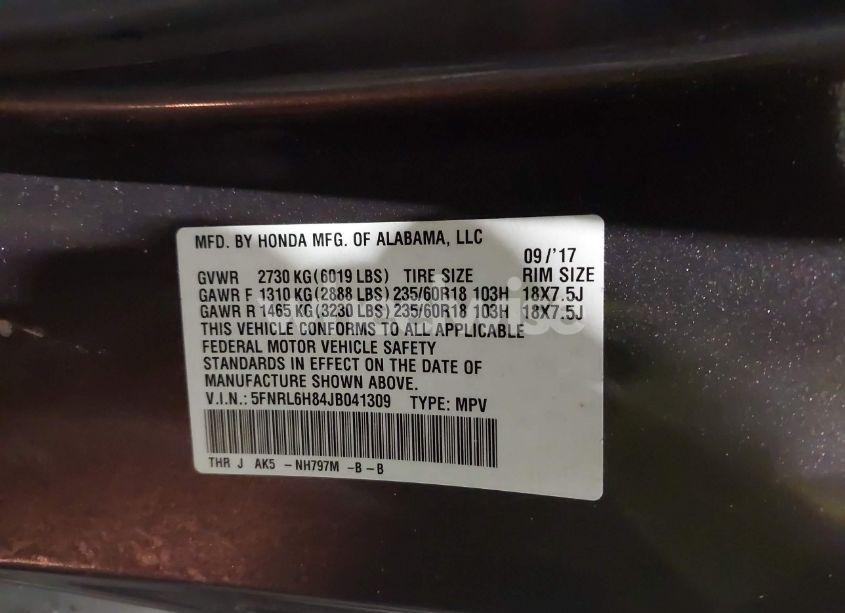 MFD. BY HONDA MFG. OF ALABAMA, LLC
09/'17
GVWR 2730 KG(6019 LBS) TIRE SIZE RIM SIZE
GAWR F 1310 KG(2888 LBS) 235/60R18 103H 18X7.5J
GAWR R 1465 KG(3230 LBS) 235/60R18 103H 18X7.5J
THIS VEHICLE CONFORMS TO ALL APPLICABLE
FEDERAL MOTOR VEHICLE SAFETY
STANDARDS IN EFFECT ON THE DATE OF
MANUFACTURE SHOWN ABOVE.
V.I.N.: 5FNRL6H84JB041309 TYPE: MPV
THR J AK5 -NH797M -B-B